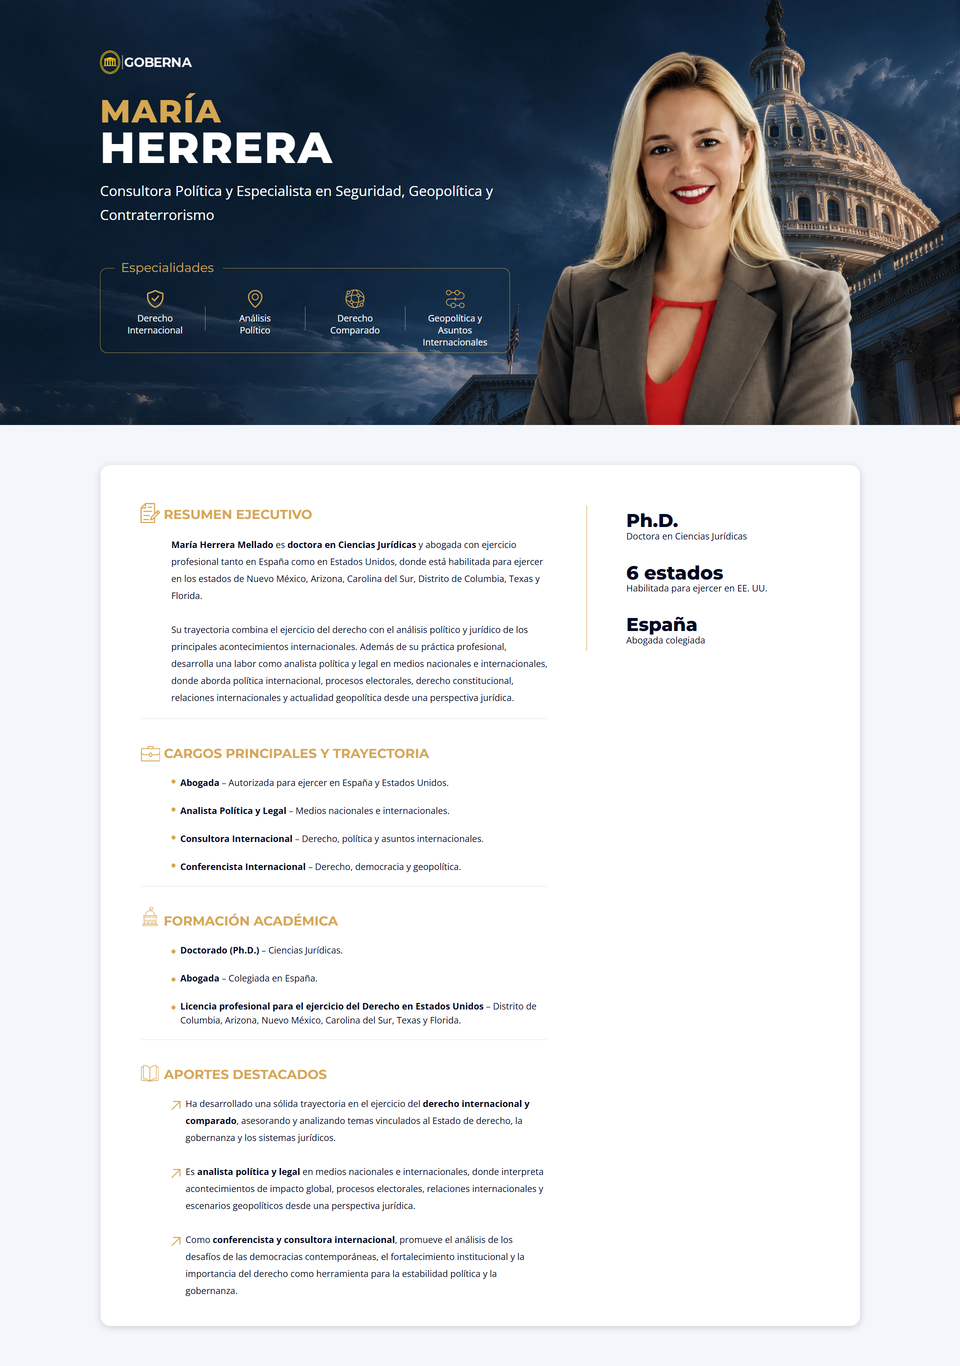 GOBERNA
MARÍA
HERRERA
Consultora Política y Especialista en Seguridad, Geopolítica y
Contraterrorismo
Especialidades
Derecho
Internacional
Análisis
Político
Derecho
Comparado
Geopolítica y
Asuntos
Internacionales
RESUMEN EJECUTIVO
María Herrera Mellado es doctora en Ciencias Jurídicas y abogada con ejercicio
profesional tanto en España como en Estados Unidos, donde está habilitada para ejercer
en los estados de Nuevo México, Arizona, Carolina del Sur, Distrito de Columbia, Texas y
Florida.
Su trayectoria combina el ejercicio del derecho con el análisis político y jurídico de los
principales acontecimientos internacionales. Además de su práctica profesional,
desarrolla una labor como analista política y legal en medios nacionales e internacionales,
donde aborda política internacional, procesos electorales, derecho constitucional,
relaciones internacionales y actualidad geopolítica desde una perspectiva jurídica.
CARGOS PRINCIPALES Y TRAYECTORIA
Abogada – Autorizada para ejercer en España y Estados Unidos.
Analista Política y Legal – Medios nacionales e internacionales.
Consultora Internacional – Derecho, política y asuntos internacionales.
Conferencista Internacional – Derecho, democracia y geopolítica.
FORMACIÓN ACADÉMICA
Doctorado (Ph.D.) – Ciencias Jurídicas.
Abogada – Colegiada en España.
Licencia profesional para el ejercicio del Derecho en Estados Unidos – Distrito de
Columbia, Arizona, Nuevo México, Carolina del Sur, Texas y Florida.
APORTES DESTACADOS
Ha desarrollado una sólida trayectoria en el ejercicio del derecho internacional y
comparado, asesorando y analizando temas vinculados al Estado de derecho, la
gobernanza y los sistemas jurídicos.
Es analista política y legal en medios nacionales e internacionales, donde interpreta
acontecimientos de impacto global, procesos electorales, relaciones internacionales y
escenarios geopolíticos desde una perspectiva jurídica.
Como conferencista y consultora internacional, promueve el análisis de los
desafíos de las democracias contemporáneas, el fortalecimiento institucional y la
importancia del derecho como herramienta para la estabilidad política y la
gobernanza.
Ph.D.
Doctora en Ciencias Jurídicas
6 estados
Habilitada para ejercer en EE. UU.
España
Abogada colegiada